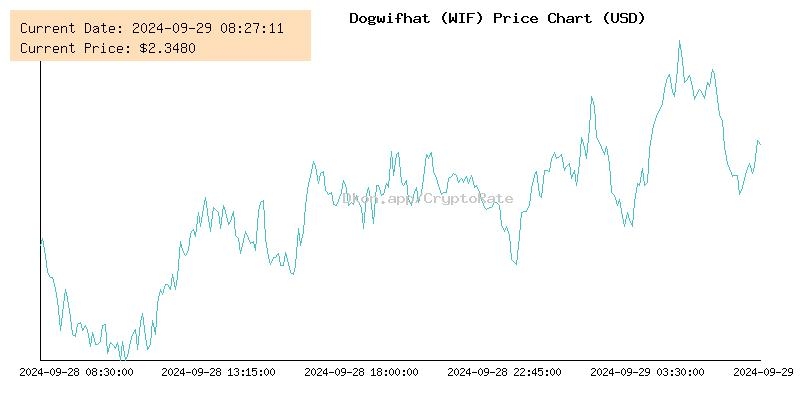 Dogwifhat (WIF) Price Chart (USD)
Current Date: 2024-09-29 08:27:11
Current Price: $2.3480
Dkon.app/CryptoRate
2024-09-28 08:30:00 2024-09-28 13:15:00 2024-09-28 18:00:00 2024-09-28 22:45:00 2024-09-29 03:30:00 2024-09-29